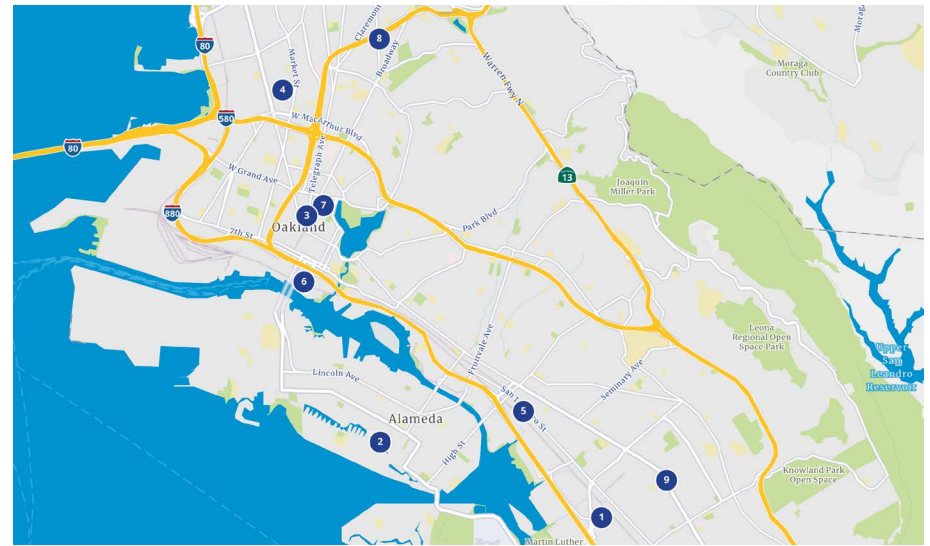 80
Market St
Claremont
8
Broadway
4
580
W MacArthur Blvd
80
Warren Fwy N
Moraga
Country Club
Moraga
W Grand Ave
Telegraph Ave
13
Joaquin
Miller Park
880
7
3
Oakland
7th St
Park Blvd
6
Leona
Regional Open
Space Park
Upper
San
Leandro
Reservoir
Fruitvale Ave
Lincoln Ave
Seminary Ave
5
Alameda
2
High St
9
Knowland Park
Open Space
1
Martin Luther